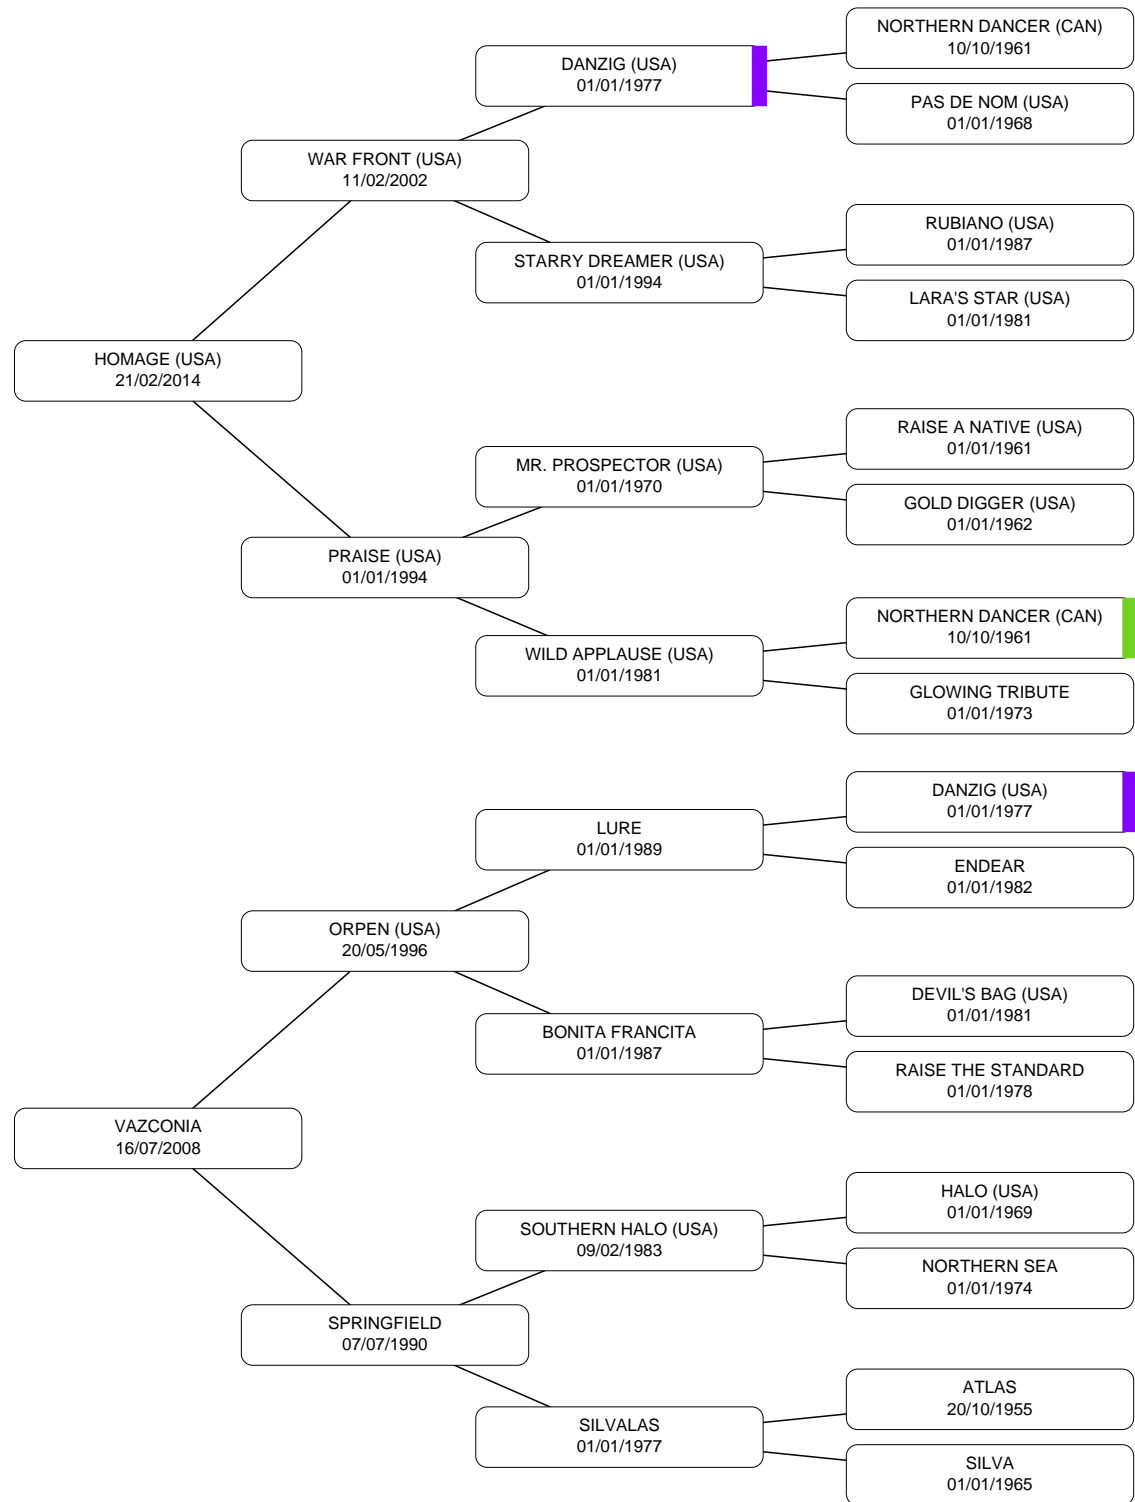 NORTHERN DANCER (CAN)
10/10/1961
DANZIG (USA)
01/01/1977
PAS DE NOM (USA)
01/01/1968
WAR FRONT (USA)
11/02/2002
RUBIANO (USA)
01/01/1987
STARRY DREAMER (USA)
01/01/1994
LARA'S STAR (USA)
01/01/1981
HOMAGE (USA)
21/02/2014
RAISE A NATIVE (USA)
01/01/1961
MR. PROSPECTOR (USA)
01/01/1970
GOLD DIGGER (USA)
01/01/1962
PRAISE (USA)
01/01/1994
NORTHERN DANCER (CAN)
10/10/1961
WILD APPLAUSE (USA)
01/01/1981
GLOWING TRIBUTE
01/01/1973
DANZIG (USA)
01/01/1977
LURE
01/01/1989
ENDEAR
01/01/1982
ORPEN (USA)
20/05/1996
DEVIL'S BAG (USA)
01/01/1981
BONITA FRANCITA
01/01/1987
RAISE THE STANDARD
01/01/1978
VAZCONIA
16/07/2008
HALO (USA)
01/01/1969
SOUTHERN HALO (USA)
09/02/1983
NORTHERN SEA
01/01/1974
SPRINGFIELD
07/07/1990
ATLAS
20/10/1955
SILVALAS
01/01/1977
SILVA
01/01/1965